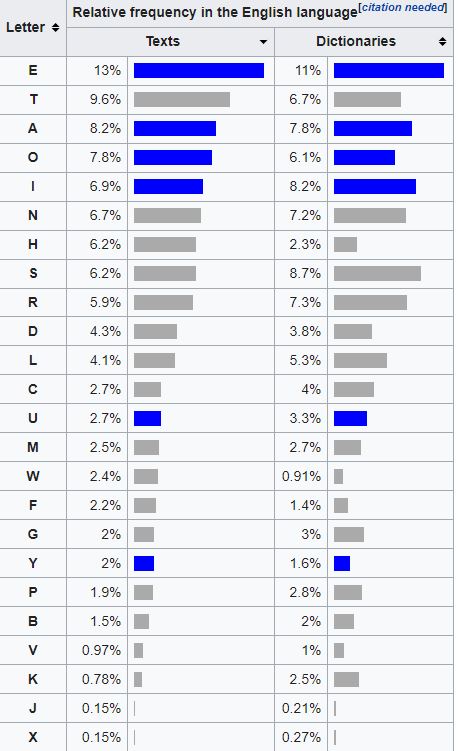 Letter Relative frequency in the English language[citation needed]
Texts Dictionaries
E 13% 11%
T 9.6% 6.7%
A 8.2% 7.8%
O 7.8% 6.1%
I 6.9% 8.2%
N 6.7% 7.2%
H 6.2% 2.3%
S 6.2% 8.7%
R 5.9% 7.3%
D 4.3% 3.8%
L 4.1% 5.3%
C 2.7% 4%
U 2.7% 3.3%
M 2.5% 2.7%
W 2.4% 0.91%
F 2.2% 1.4%
G 2% 3%
Y 2% 1.6%
P 1.9% 2.8%
B 1.5% 2%
V 0.97% 1%
K 0.78% 2.5%
J 0.15% 0.21%
X 0.15% 0.27%